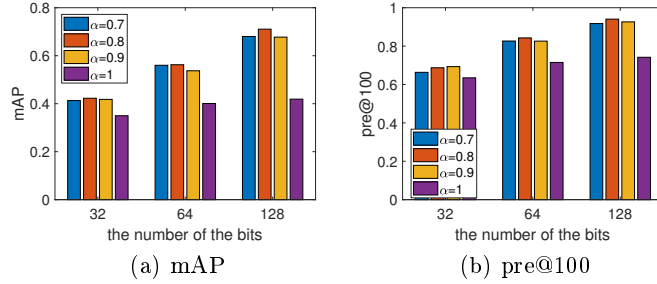 0.8
0.6
0.4
0.2
0
mAP
α=0.7
α=0.8
α=0.9
α=1
32 64 128
the number of the bits
(a) mAP
1
0.8
0.6
0.4
0.2
0
pre@100
α=0.7
α=0.8
α=0.9
α=1
32 64 128
the number of the bits
(b) pre@100